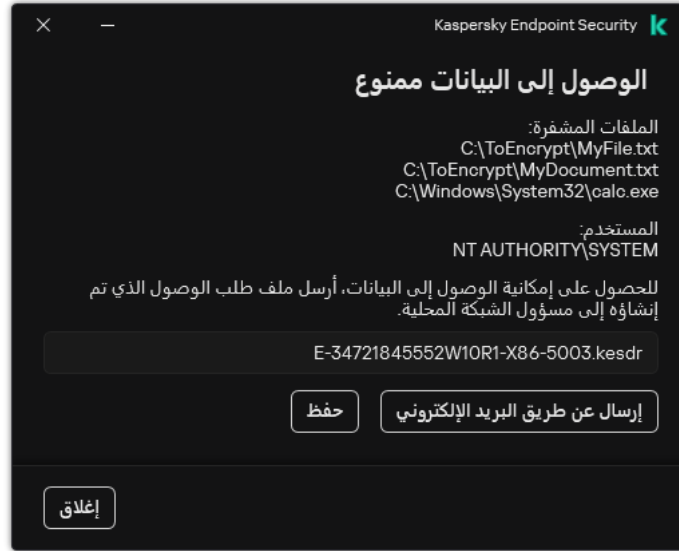 Kaspersky Endpoint Security
الوصول إلى البيانات ممنوع
الملفات المشفرة:
C:\ToEncrypt\MyFile.txt
C:\ToEncrypt\MyDocument.txt
C:\Windows\System32\calc.exe
المستخدم:
NT AUTHORITY\SYSTEM
للحصول على إمكانية الوصول إلى البيانات، أرسل ملف طلب الوصول الذي تم
إنشاؤه إلى مسؤول الشبكة المحلية.
E-34721845552W10R1-X86-5003.kesdr
إرسال عن طريق البريد الإلكتروني
حفظ
إغلاق